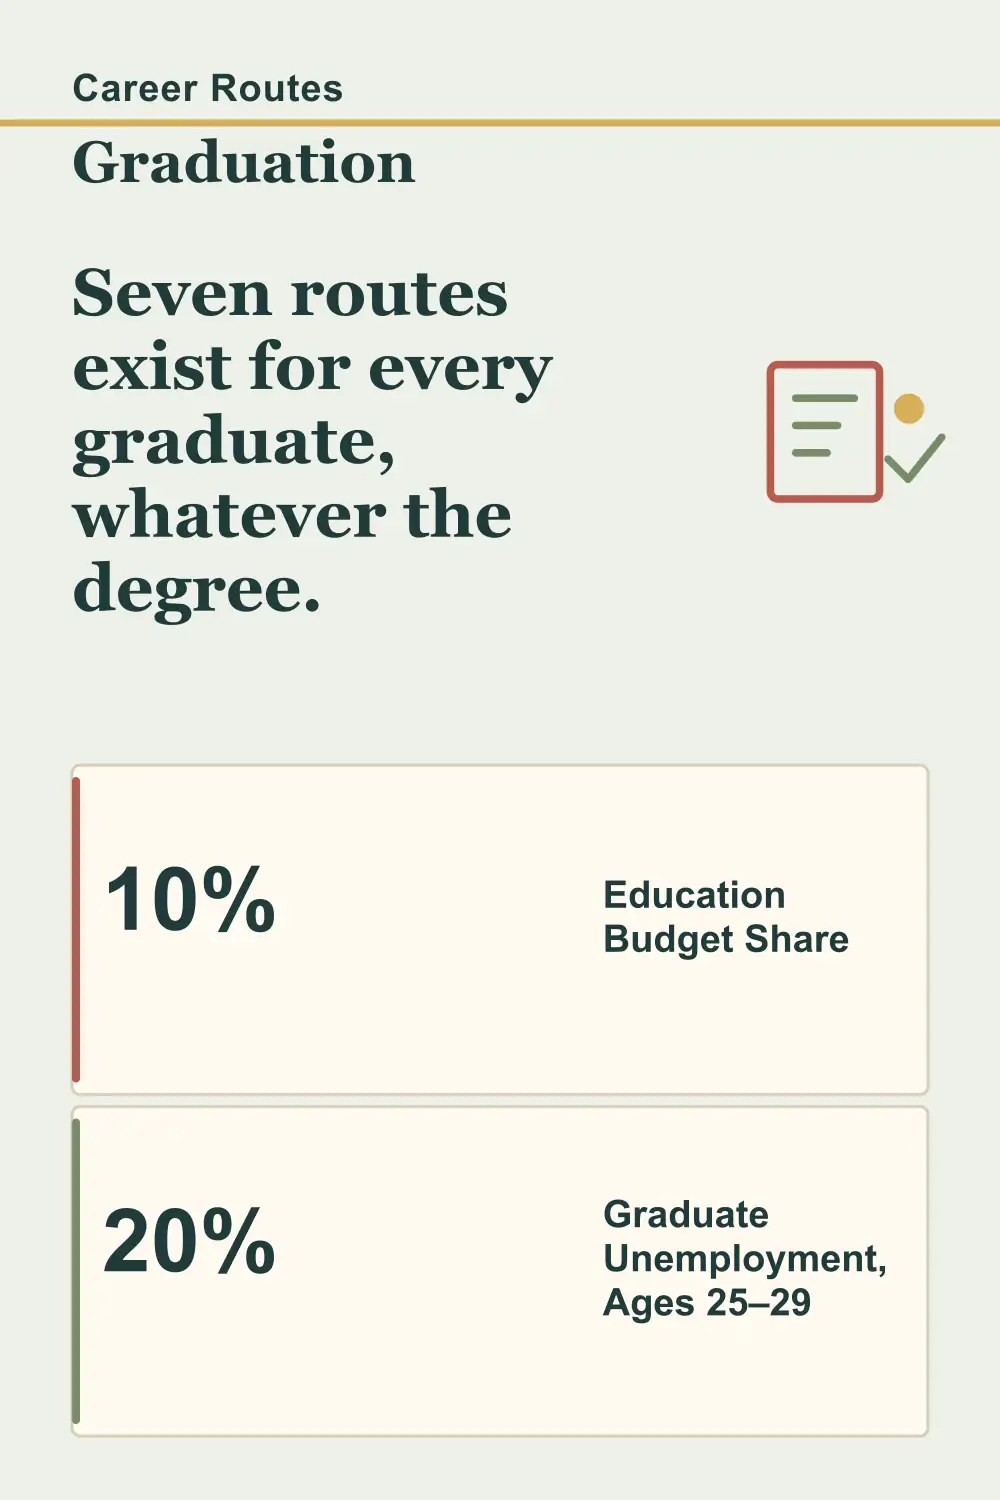 Career Routes
Graduation
Seven routes
exist for every
graduate,
whatever the
degree.
10%
Education
Budget Share
20%
Graduate
Unemployment,
Ages 25–29